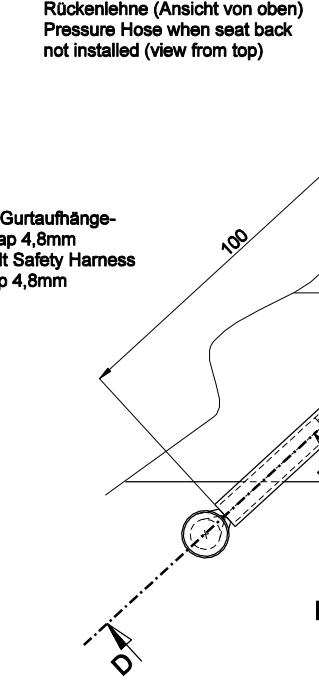 Rückenlehne (Ansicht von oben)
Pressure Hose when seat back
not installed (view from top)
Gurtaufhänge-
ap 4,8mm
lt Safety Harness
p 4,8mm
100
D